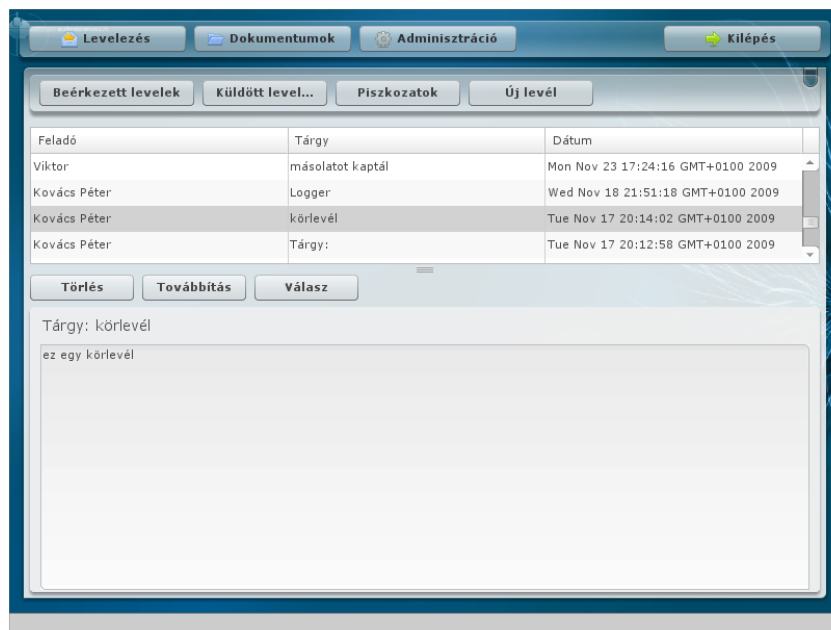 Levelezés Dokumentumok Adminisztráció Kilépés
Beérkezett levelek Küldött level... Piszkozatok Új levél
Feladó Tárgy Dátum
Viktor másolatot kaptál Mon Nov 23 17:24:16 GMT+0100 2009
Kovács Péter Logger Wed Nov 18 21:51:18 GMT+0100 2009
Kovács Péter körlevél Tue Nov 17 20:14:02 GMT+0100 2009
Kovács Péter Tárgy: Tue Nov 17 20:12:58 GMT+0100 2009
Törlés Továbbítás Válasz
Tárgy: körlevél
ez egy körlevél